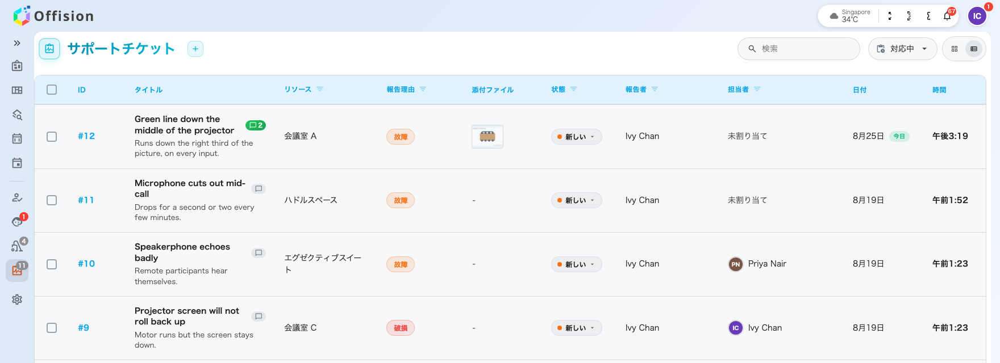 Offision
Singapore
34°C
67
IC
1
サポートチケット
+
検索
対応中
ID
タイトル
リソース
報告理由
添付ファイル
状態
報告者
担当者
日付
時間
#12
Green line down the
middle of the projector
2
Runs down the right third of the
picture, on every input.
会議室 A
故障
新しい
Ivy Chan
未割り当て
8月25日
今日
午後3:19
#11
Microphone cuts out mid-
call
Drops for a second or two every
few minutes.
ハドルスペース
故障
-
新しい
Ivy Chan
未割り当て
8月19日
午前1:52
#10
Speakerphone echoes
badly
Remote participants hear
themselves.
エグゼクティブスイー
ト
故障
-
新しい
Ivy Chan
PN
Priya Nair
8月19日
午前1:23
#9
Projector screen will not
roll back up
Motor runs but the screen stays
down.
会議室 C
破損
-
新しい
Ivy Chan
IC
Ivy Chan
8月19日
午前1:23
1
4
11